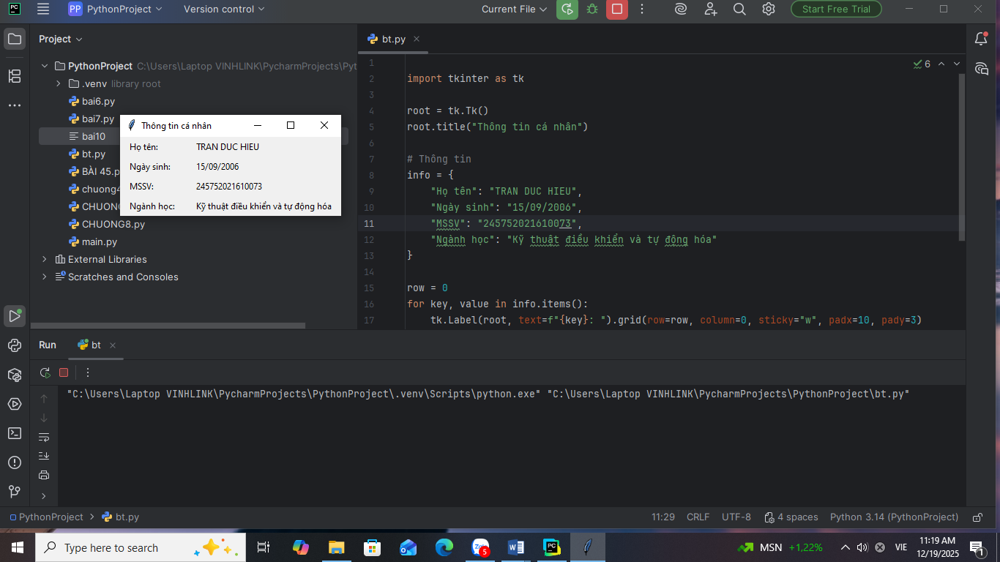 PC
PP PythonProject
Version control
Current File
Start Free Trial
Project
bt.py
PythonProject C:\Users\Laptop VINHLINK\PycharmProjects\Pyt
.venv library root
bai6.py
bai7.py
bai10
bt.py
BÀI 45.p
chuong4
CHUONG
CHUONG8.py
main.py
External Libraries
Scratches and Consoles
Thông tin cá nhân
Họ tên: TRAN DUC HIEU
Ngày sinh: 15/09/2006
MSSV: 245752021610073
Ngành học: Kỹ thuật điều khiển và tự động hóa
6
1
2 import tkinter as tk
3
4 root = tk.Tk()
5 root.title("Thông tin cá nhân")
6
7 # Thông tin
8 info = {
9 "Họ tên": "TRAN DUC HIEU",
10 "Ngày sinh": "15/09/2006",
11 "MSSV": "245752021610073",
12 "Ngành học": "Kỹ thuật điều khiển và tự động hóa"
13 }
14
15 row = 0
16 for key, value in info.items():
17 tk.Label(root, text=f"{key}: ").grid(row=row, column=0, sticky="w", padx=10, pady=3)
Run
bt
"C:\Users\Laptop VINHLINK\PycharmProjects\PythonProject\.venv\Scripts\python.exe" "C:\Users\Laptop VINHLINK\PycharmProjects\PythonProject\bt.py"
PythonProject
bt.py
11:29
CRLF
UTF-8
4 spaces
Python 3.14 (PythonProject)
Type here to search
Zalo
5
W
PC
MSN +1,22%
VIE
11:19 AM
12/19/2025
1